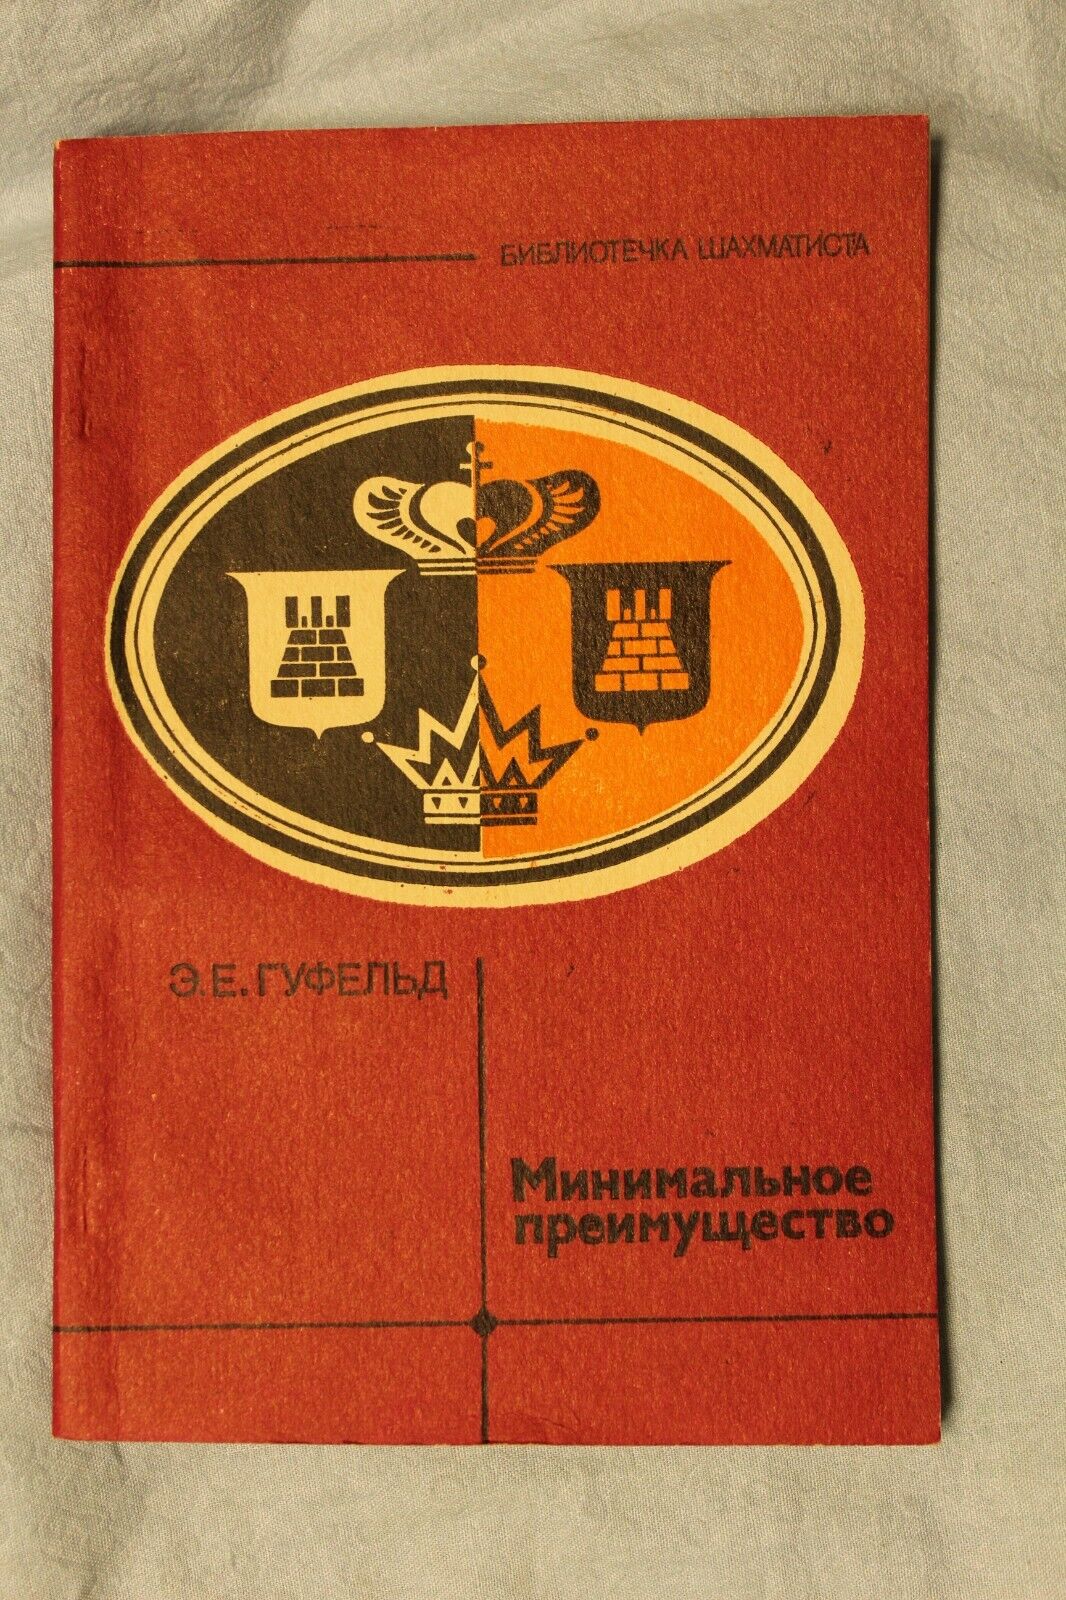 БИБЛИОТЕЧКА ШАХМАТИСТА
Э.Е.ГУФЕЛЬД
Минимальное
преимущество